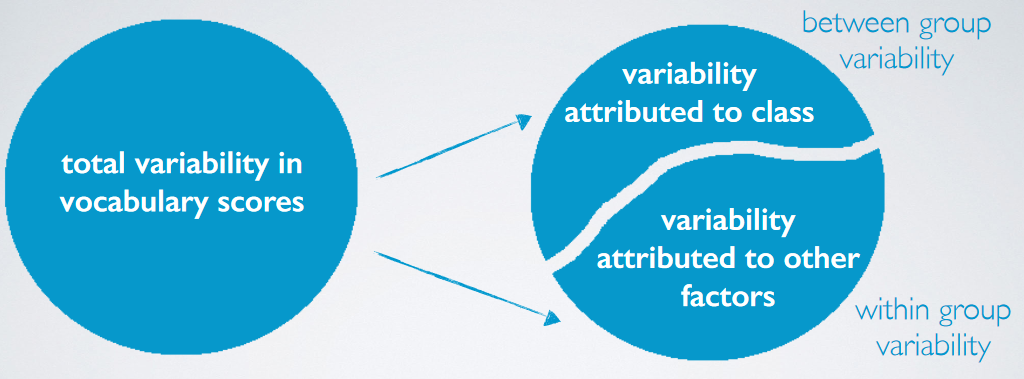 total variability in
vocabulary scores
between group
variability
variability
attributed to class
variability
attributed to other
factors
within group
variability